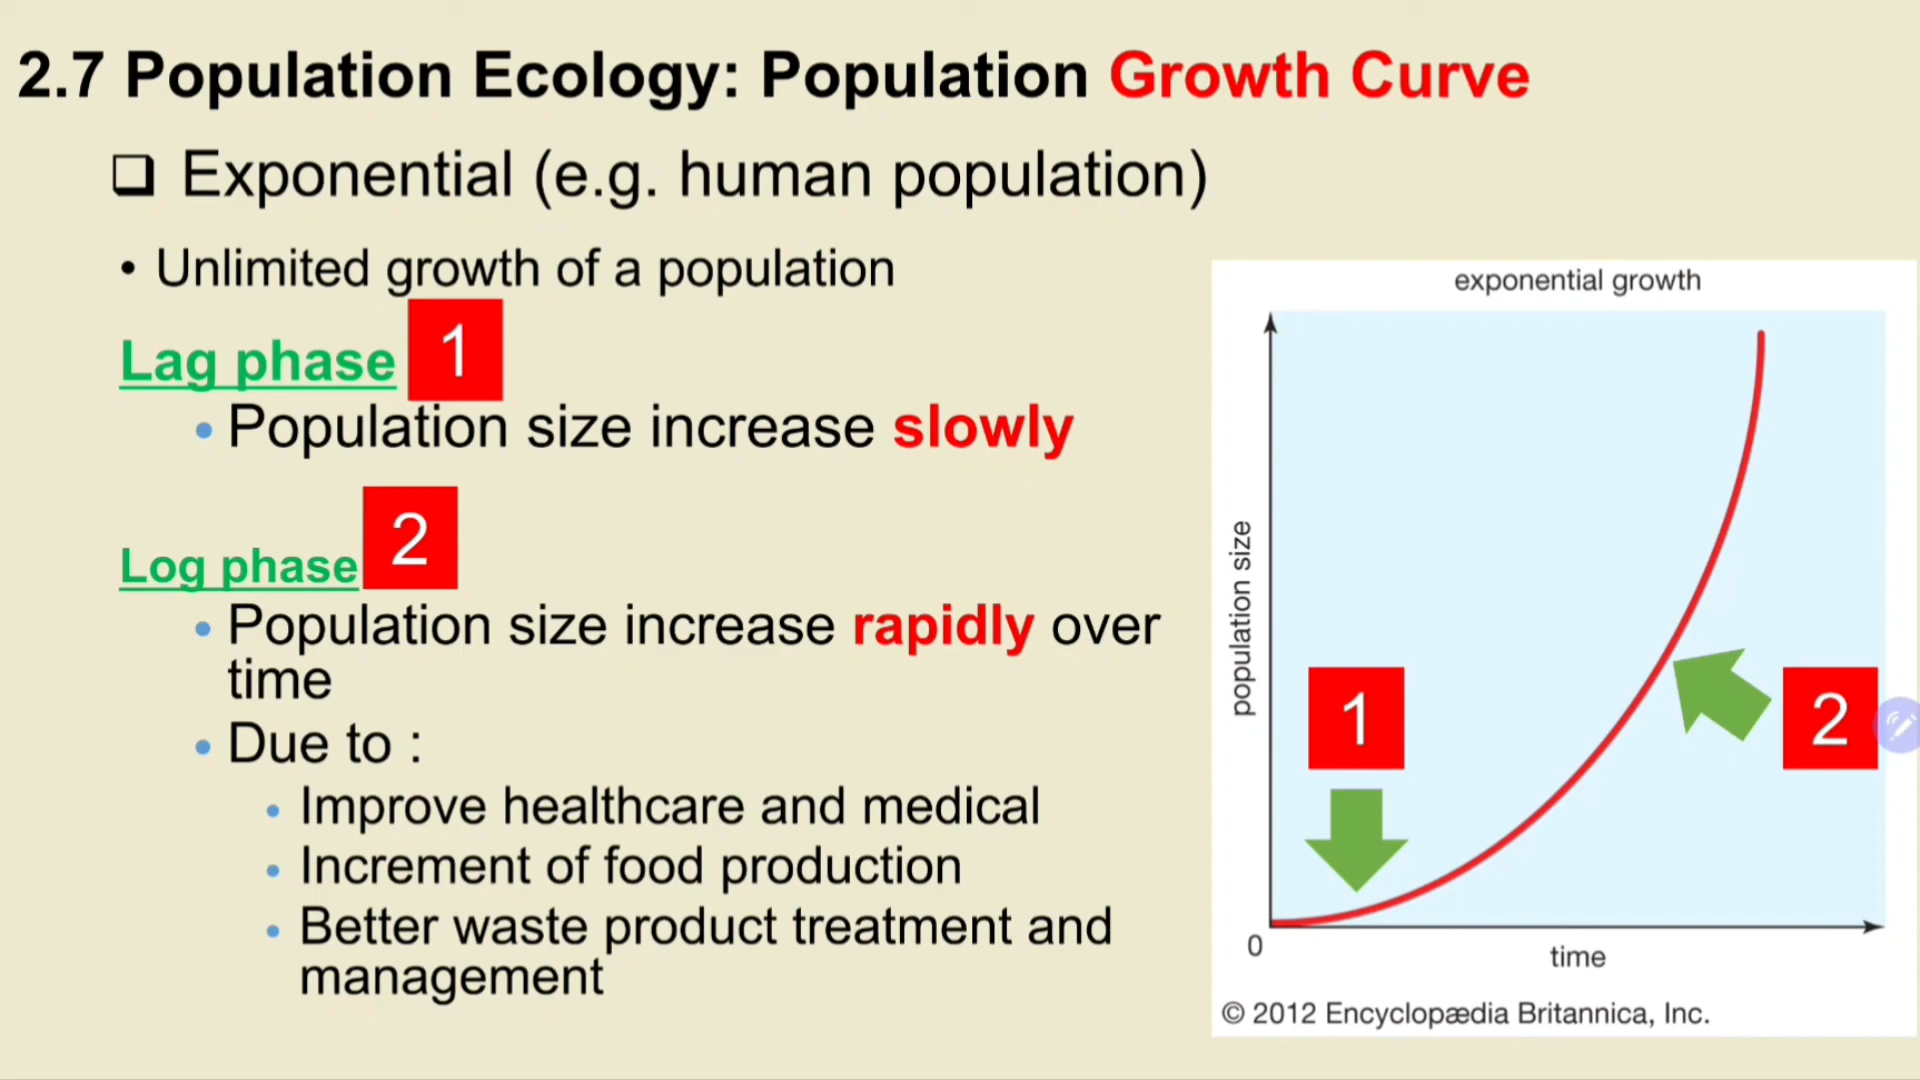 2.7 Population Ecology: Population Growth Curve
❑ Exponential (e.g. human population)
• Unlimited growth of a population
Lag phase 1
• Population size increase slowly
Log phase 2
• Population size increase rapidly over
time
• Due to :
• Improve healthcare and medical
• Increment of food production
• Better waste product treatment and
management
exponential growth
population size
1
2
0
time
© 2012 Encyclopædia Britannica, Inc.